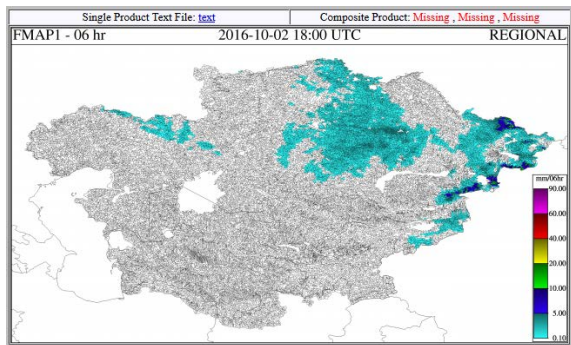 Single Product Text File: text
Composite Product: Missing , Missing , Missing
FMAP1 - 06 hr
2016-10-02 18:00 UTC
REGIONAL
mm/06hr
90.00
60.00
40.00
20.00
10.00
5.00
0.10